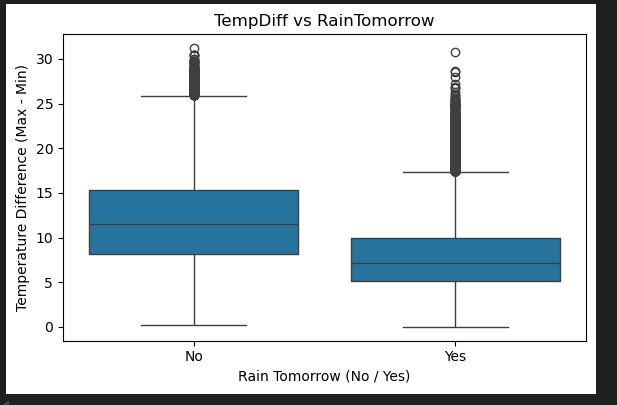 TempDiff vs RainTomorrow
Temperature Difference (Max - Min)
30
25
20
15
10
5
0
No
Yes
Rain Tomorrow (No / Yes)